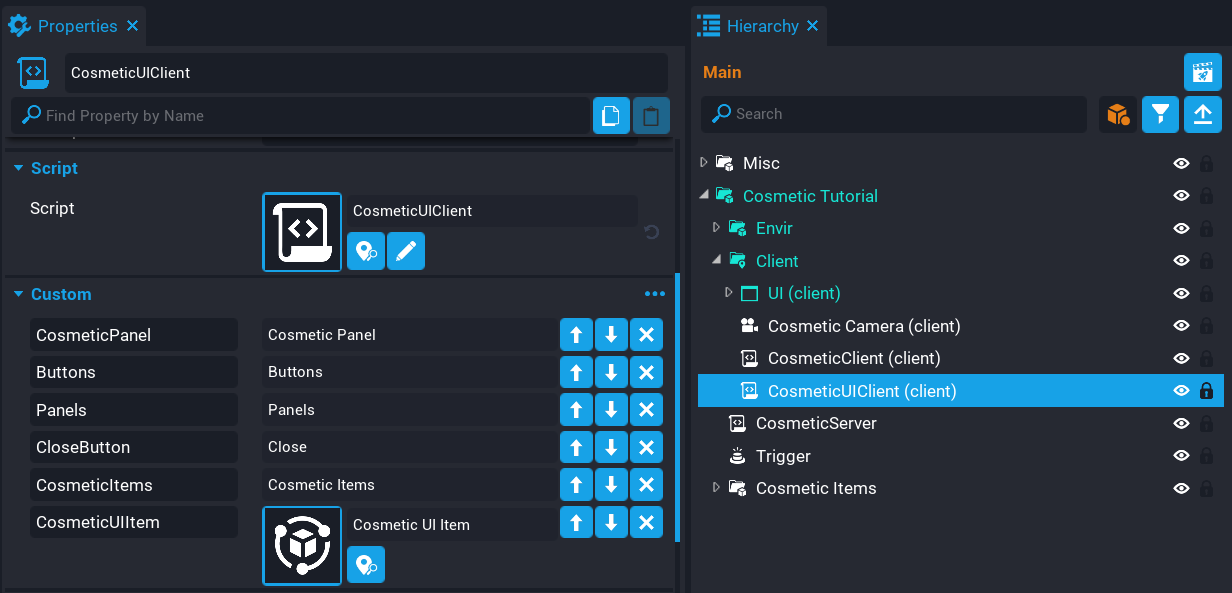 Properties
CosmeticUIClient
Find Property by Name
Script
Script
CosmeticUIClient
Custom
CosmeticPanel
Cosmetic Panel
Buttons
Buttons
Panels
Panels
CloseButton
Close
CosmeticItems
Cosmetic Items
CosmeticUIItem
Cosmetic UI Item
Hierarchy
Main
Search
Misc
Cosmetic Tutorial
Envir
Client
UI (client)
Cosmetic Camera (client)
CosmeticClient (client)
CosmeticUIClient (client)
CosmeticServer
Trigger
Cosmetic Items